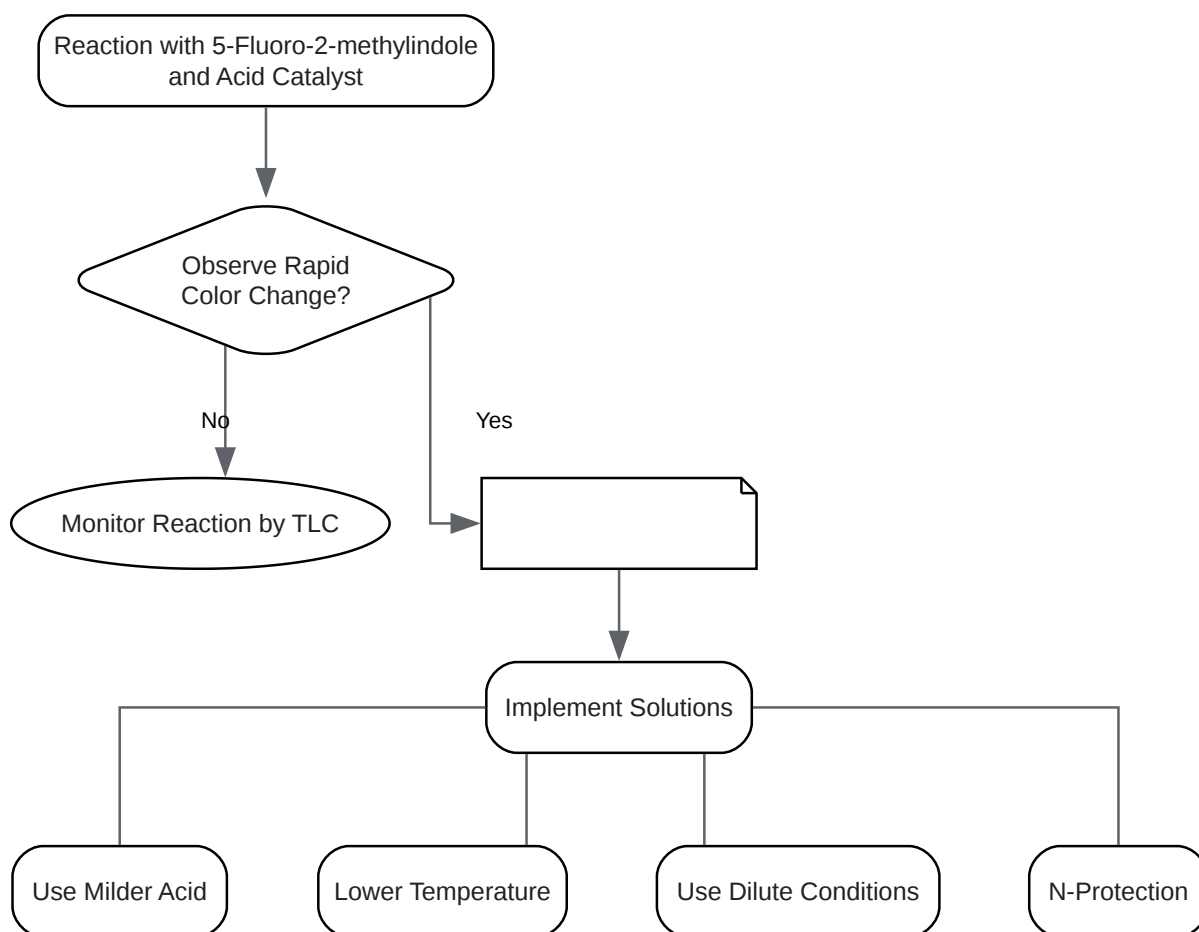 Reaction with 5-Fluoro-2-methylindole
and Acid Catalyst
Observe Rapid
Color Change?
No
Yes
Monitor Reaction by TLC
Implement Solutions
Use Milder Acid
Lower Temperature
Use Dilute Conditions
N-Protection